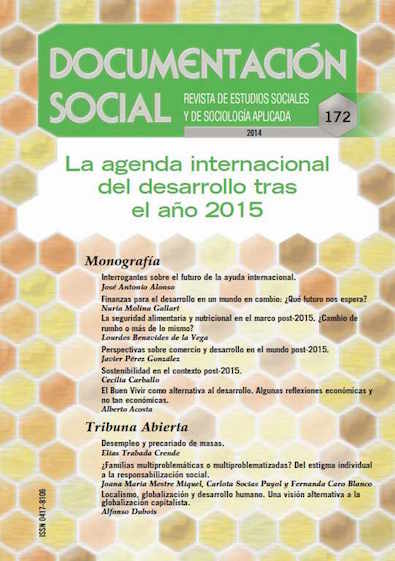 DOCUMENTACIÓN
SOCIAL
REVISTA DE ESTUDIOS SOCIALES
Y DE SOCIOLOGÍA APLICADA
172
2014
La agenda internacional
del desarrollo tras
el año 2015
Monografía
Interrogantes sobre el futuro de la ayuda internacional.
José Antonio Alonso
Finanzas para el desarrollo en un mundo en cambio: ¿Qué futuro nos espera?
Nuria Molina Gallart
La seguridad alimentaria y nutricional en el marco post-2015. ¿Cambio de
rumbo o más de lo mismo?
Lourdes Benavides de la Vega
Perspectivas sobre comercio y desarrollo en el mundo post-2015.
Javier Pérez González
Sostenibilidad en el contexto post-2015.
Cecilia Carballo
El Buen Vivir como alternativa al desarrollo. Algunas reflexiones económicas y
no tan económicas.
Alberto Acosta
Tribuna Abierta
Desempleo y precariado de masas.
Elías Trabada Crende
¿Familias multiproblemáticas o multiproblematizadas? Del estigma individual
a la responsabilización social.
Joana Maria Mestre Miquel, Carlota Socias Puyol y Fernanda Caro Blanco
Localismo, globalización y desarrollo humano. Una visión alternativa a la
globalización capitalista.
Alfonso Dubois
ISSN 0417-8106